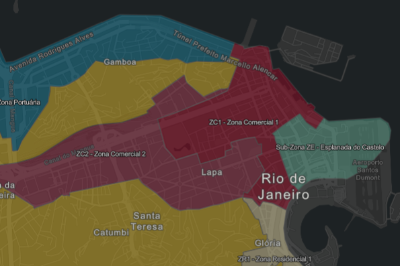 Avenida Rodrigues Alves
Túnel Prefeito Marcello Alencar
Gamboa
Zona Portuária
ZC1 - Zona Comercial 1
Sub Zona ZE - Esplanada do Castelo
ZC2 - Zona Comercial 2
Aeroporto
Santos
Dumont
Lapa
Rio de
Janeiro
Santa
Teresa
Catumbi
Glória
ZR1 - Zona Residencial 1